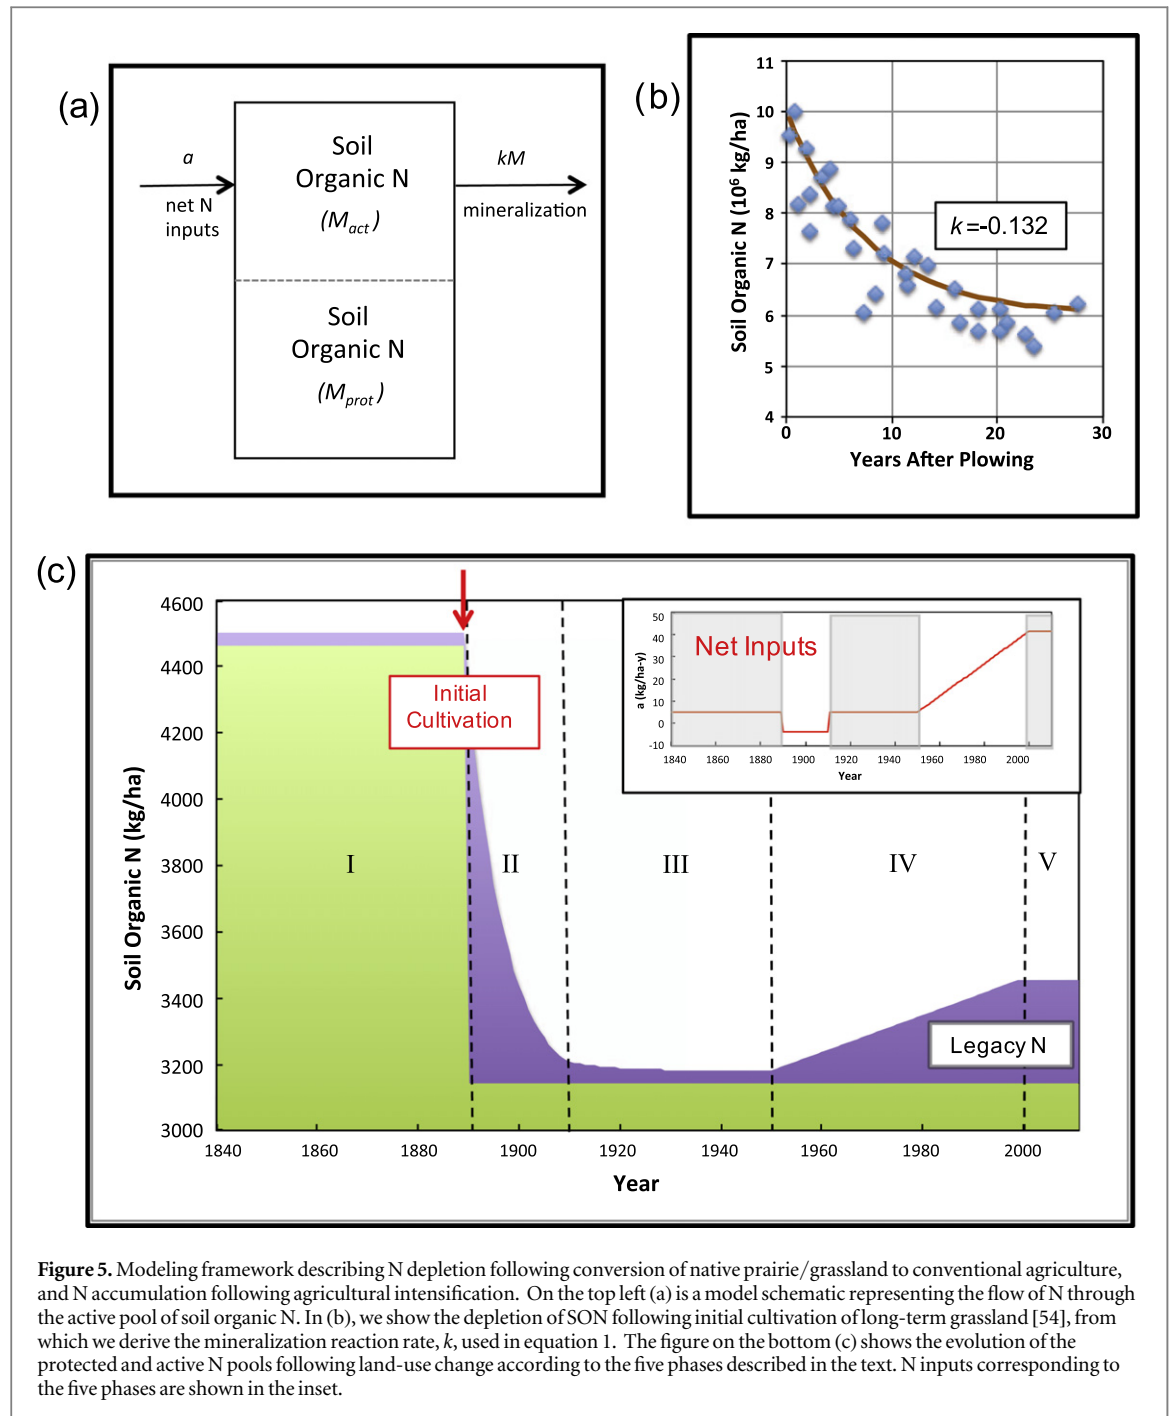 (a)
a
net N
inputs
Soil
Organic N
(Mact)
kM
mineralization
Soil
Organic N
(Mprot)
(b)
Soil Organic N (10⁶ kg/ha)
11
10
9
8
7
6
5
4
k=-0.132
0
10
20
30
Years After Plowing
(c)
Soil Organic N (kg/ha)
4600
4400
4200
4000
3800
3600
3400
3200
3000
Initial
Cultivation
I
II
III
IV
V
Legacy N
1840
1860
1880
1900
1920
1940
1960
1980
2000
Year
Net Inputs
a (kg/ha-y)
50
40
30
20
10
0
-10
1840
1860
1880
1900
1920
1940
1960
1980
2000
Year
Figure 5. Modeling framework describing N depletion following conversion of native prairie/grassland to conventional agriculture,
and N accumulation following agricultural intensification. On the top left (a) is a model schematic representing the flow of N through
the active pool of soil organic N. In (b), we show the depletion of SON following initial cultivation of long-term grassland [54], from
which we derive the mineralization reaction rate, k, used in equation 1. The figure on the bottom (c) shows the evolution of the
protected and active N pools following land-use change according to the five phases described in the text. N inputs corresponding to
the five phases are shown in the inset.